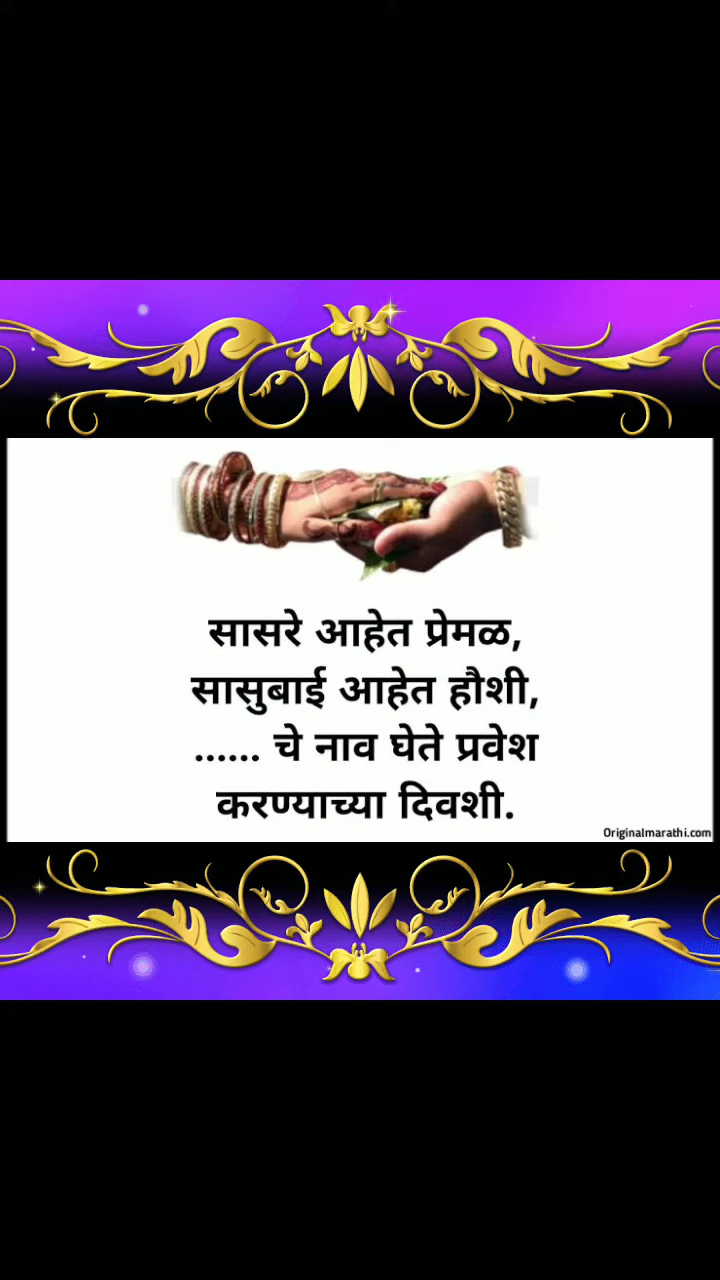 सासरे आहेत प्रेमळ,
सासुबाई आहेत हौशी,
...... चे नाव घेते प्रवेश
करण्याच्या दिवशी.
Originalmarathi.com